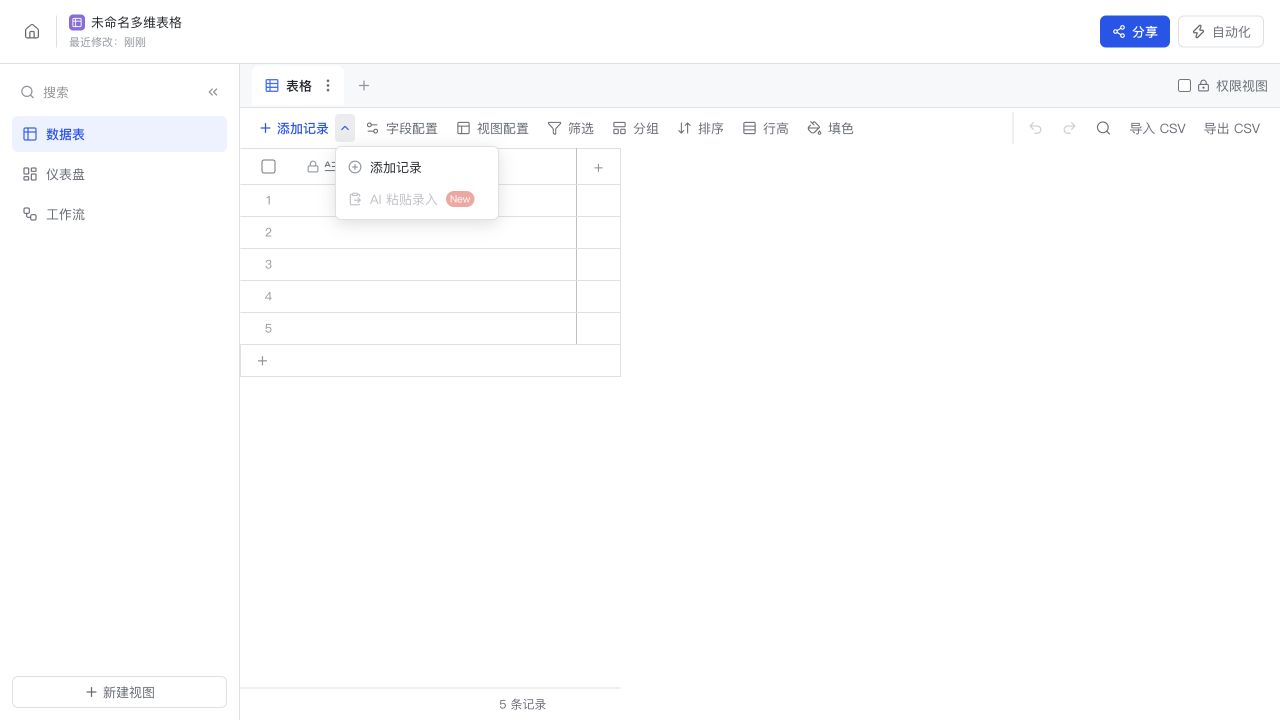 未命名多维表格
最近修改：刚刚
分享
自动化
搜索
数据表
仪表盘
工作流
新建视图
表格
权限视图
添加记录 字段配置 视图配置 筛选 分组 排序 行高 填色 导入 CSV 导出 CSV
添加记录
AI 粘贴录入 New
1
2
3
4
5
5 条记录